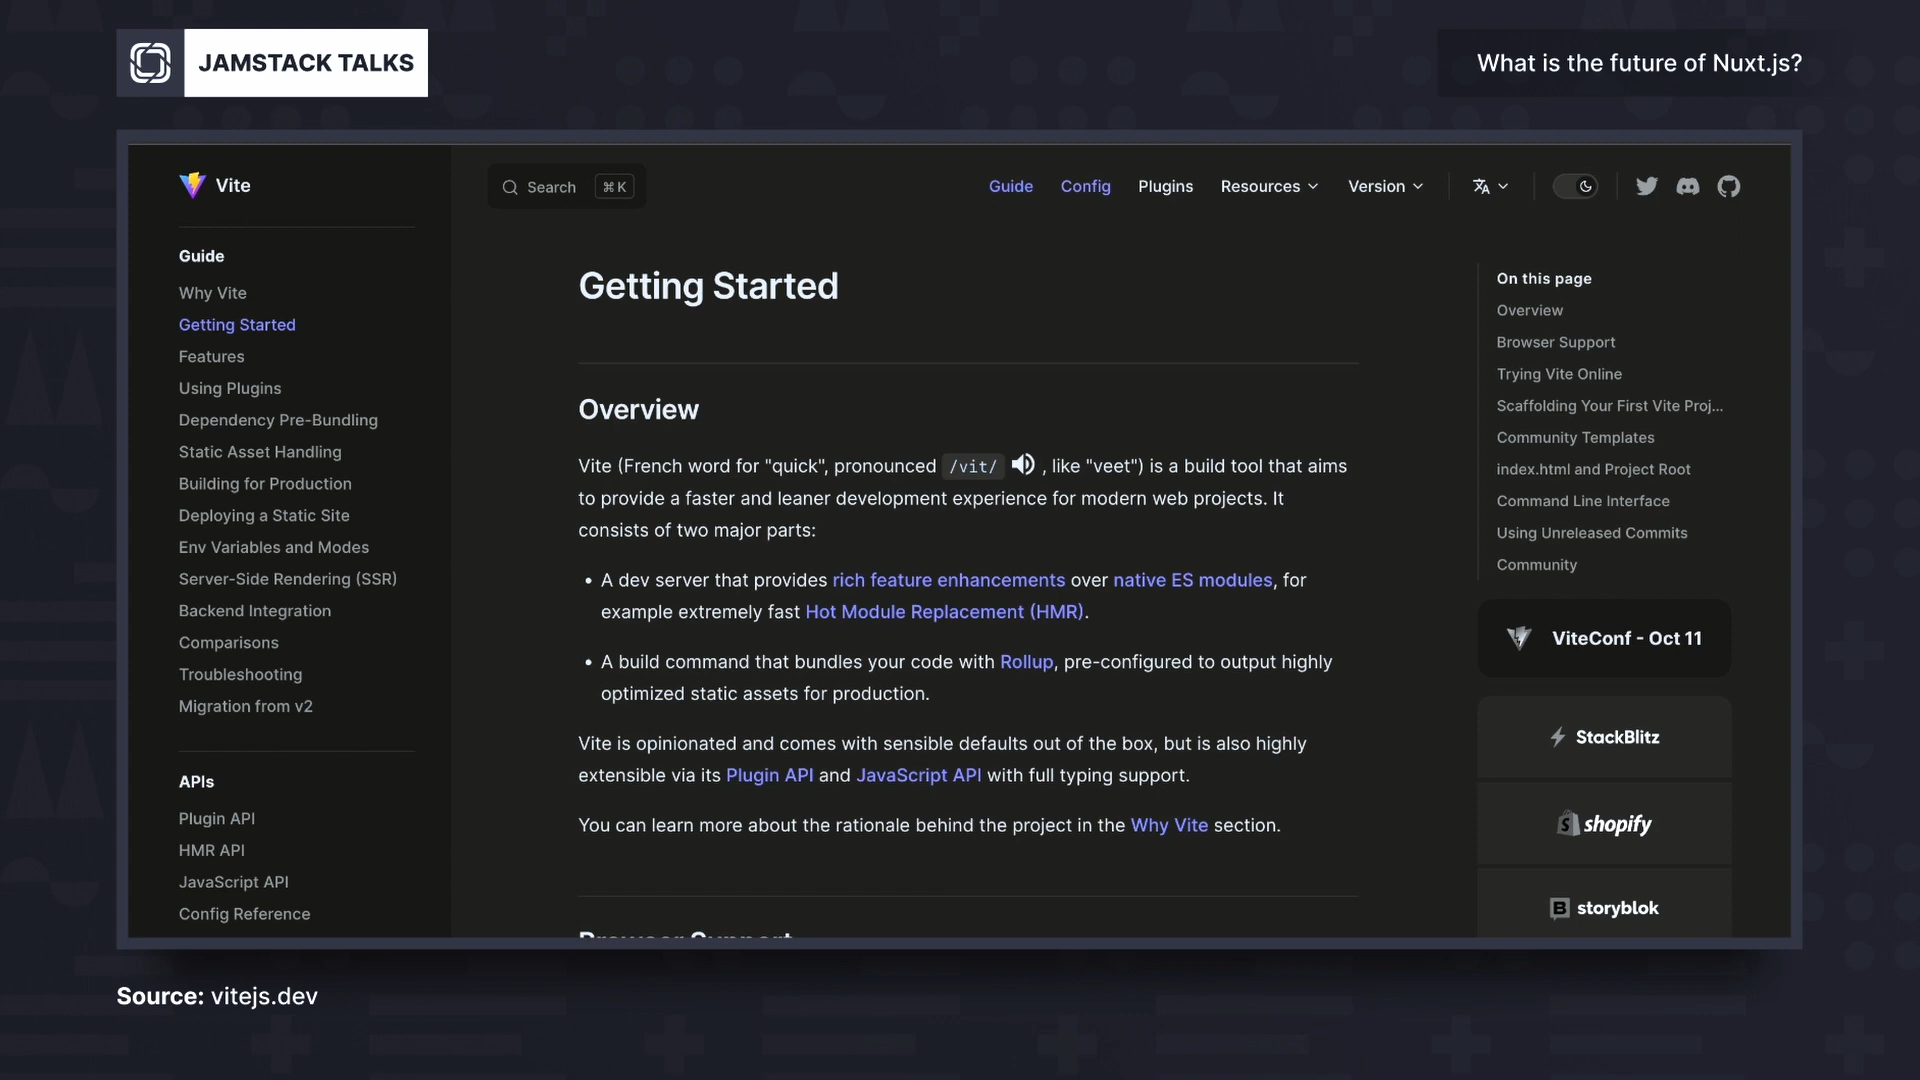 JAMSTACK TALKS
What is the future of Nuxt.js?
Vite
Search ⌘ K
Guide Config Plugins Resources Version
Guide
Why Vite
Getting Started
Features
Using Plugins
Dependency Pre-Bundling
Static Asset Handling
Building for Production
Deploying a Static Site
Env Variables and Modes
Server-Side Rendering (SSR)
Backend Integration
Comparisons
Troubleshooting
Migration from v2
APIs
Plugin API
HMR API
JavaScript API
Config Reference
Getting Started
Overview
Vite (French word for "quick", pronounced /vit/ , like "veet") is a build tool that aims
to provide a faster and leaner development experience for modern web projects. It
consists of two major parts:
• A dev server that provides rich feature enhancements over native ES modules, for
example extremely fast Hot Module Replacement (HMR).
• A build command that bundles your code with Rollup, pre-configured to output highly
optimized static assets for production.
Vite is opinionated and comes with sensible defaults out of the box, but is also highly
extensible via its Plugin API and JavaScript API with full typing support.
You can learn more about the rationale behind the project in the Why Vite section.
Browser Support
On this page
Overview
Browser Support
Trying Vite Online
Scaffolding Your First Vite Proj...
Community Templates
index.html and Project Root
Command Line Interface
Using Unreleased Commits
Community
ViteConf - Oct 11
StackBlitz
shopify
storyblok
Source: vitejs.dev